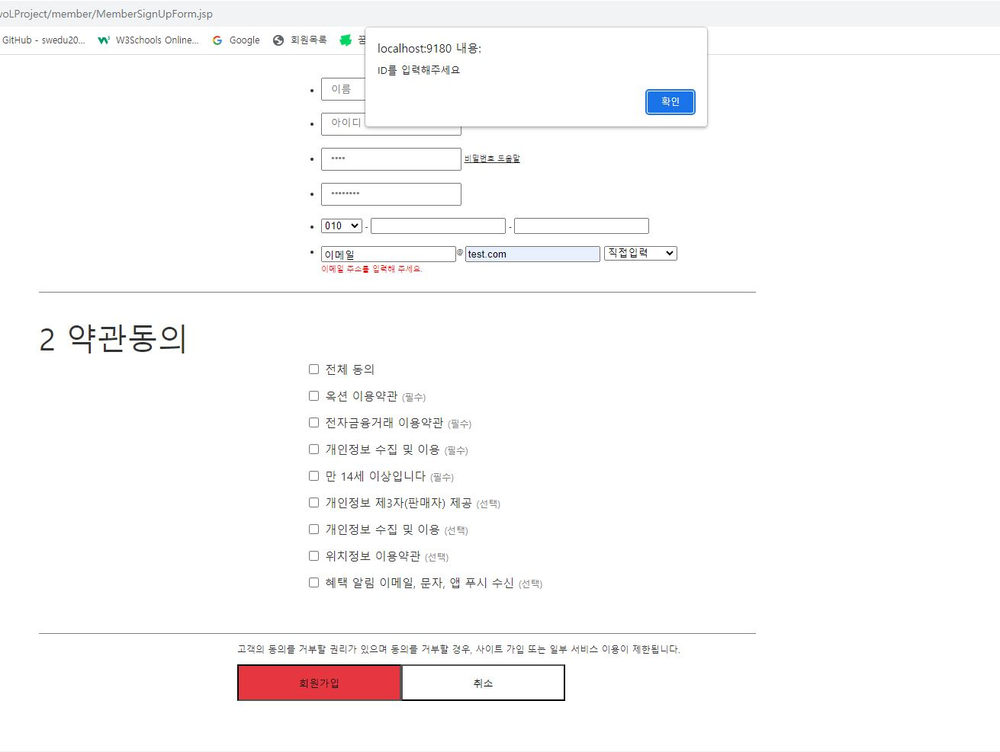 woLProject/member/MemberSignUpForm.jsp
GitHub - swedu20... W3Schools Online... Google 회원목록
localhost:9180 내용:
ID를 입력해주세요
확인
이름
아이디
비밀번호 도움말
010 - -
이메일 @ test.com 직접입력
이메일 주소를 입력해 주세요.
2 약관동의
전체 동의
옥션 이용약관 (필수)
전자금융거래 이용약관 (필수)
개인정보 수집 및 이용 (필수)
만 14세 이상입니다 (필수)
개인정보 제3자(판매자) 제공 (선택)
개인정보 수집 및 이용 (선택)
위치정보 이용약관 (선택)
혜택 알림 이메일, 문자, 앱 푸시 수신 (선택)
고객의 동의를 거부할 권리가 있으며 동의를 거부할 경우, 사이트 가입 또는 일부 서비스 이용이 제한됩니다.
회원가입 취소